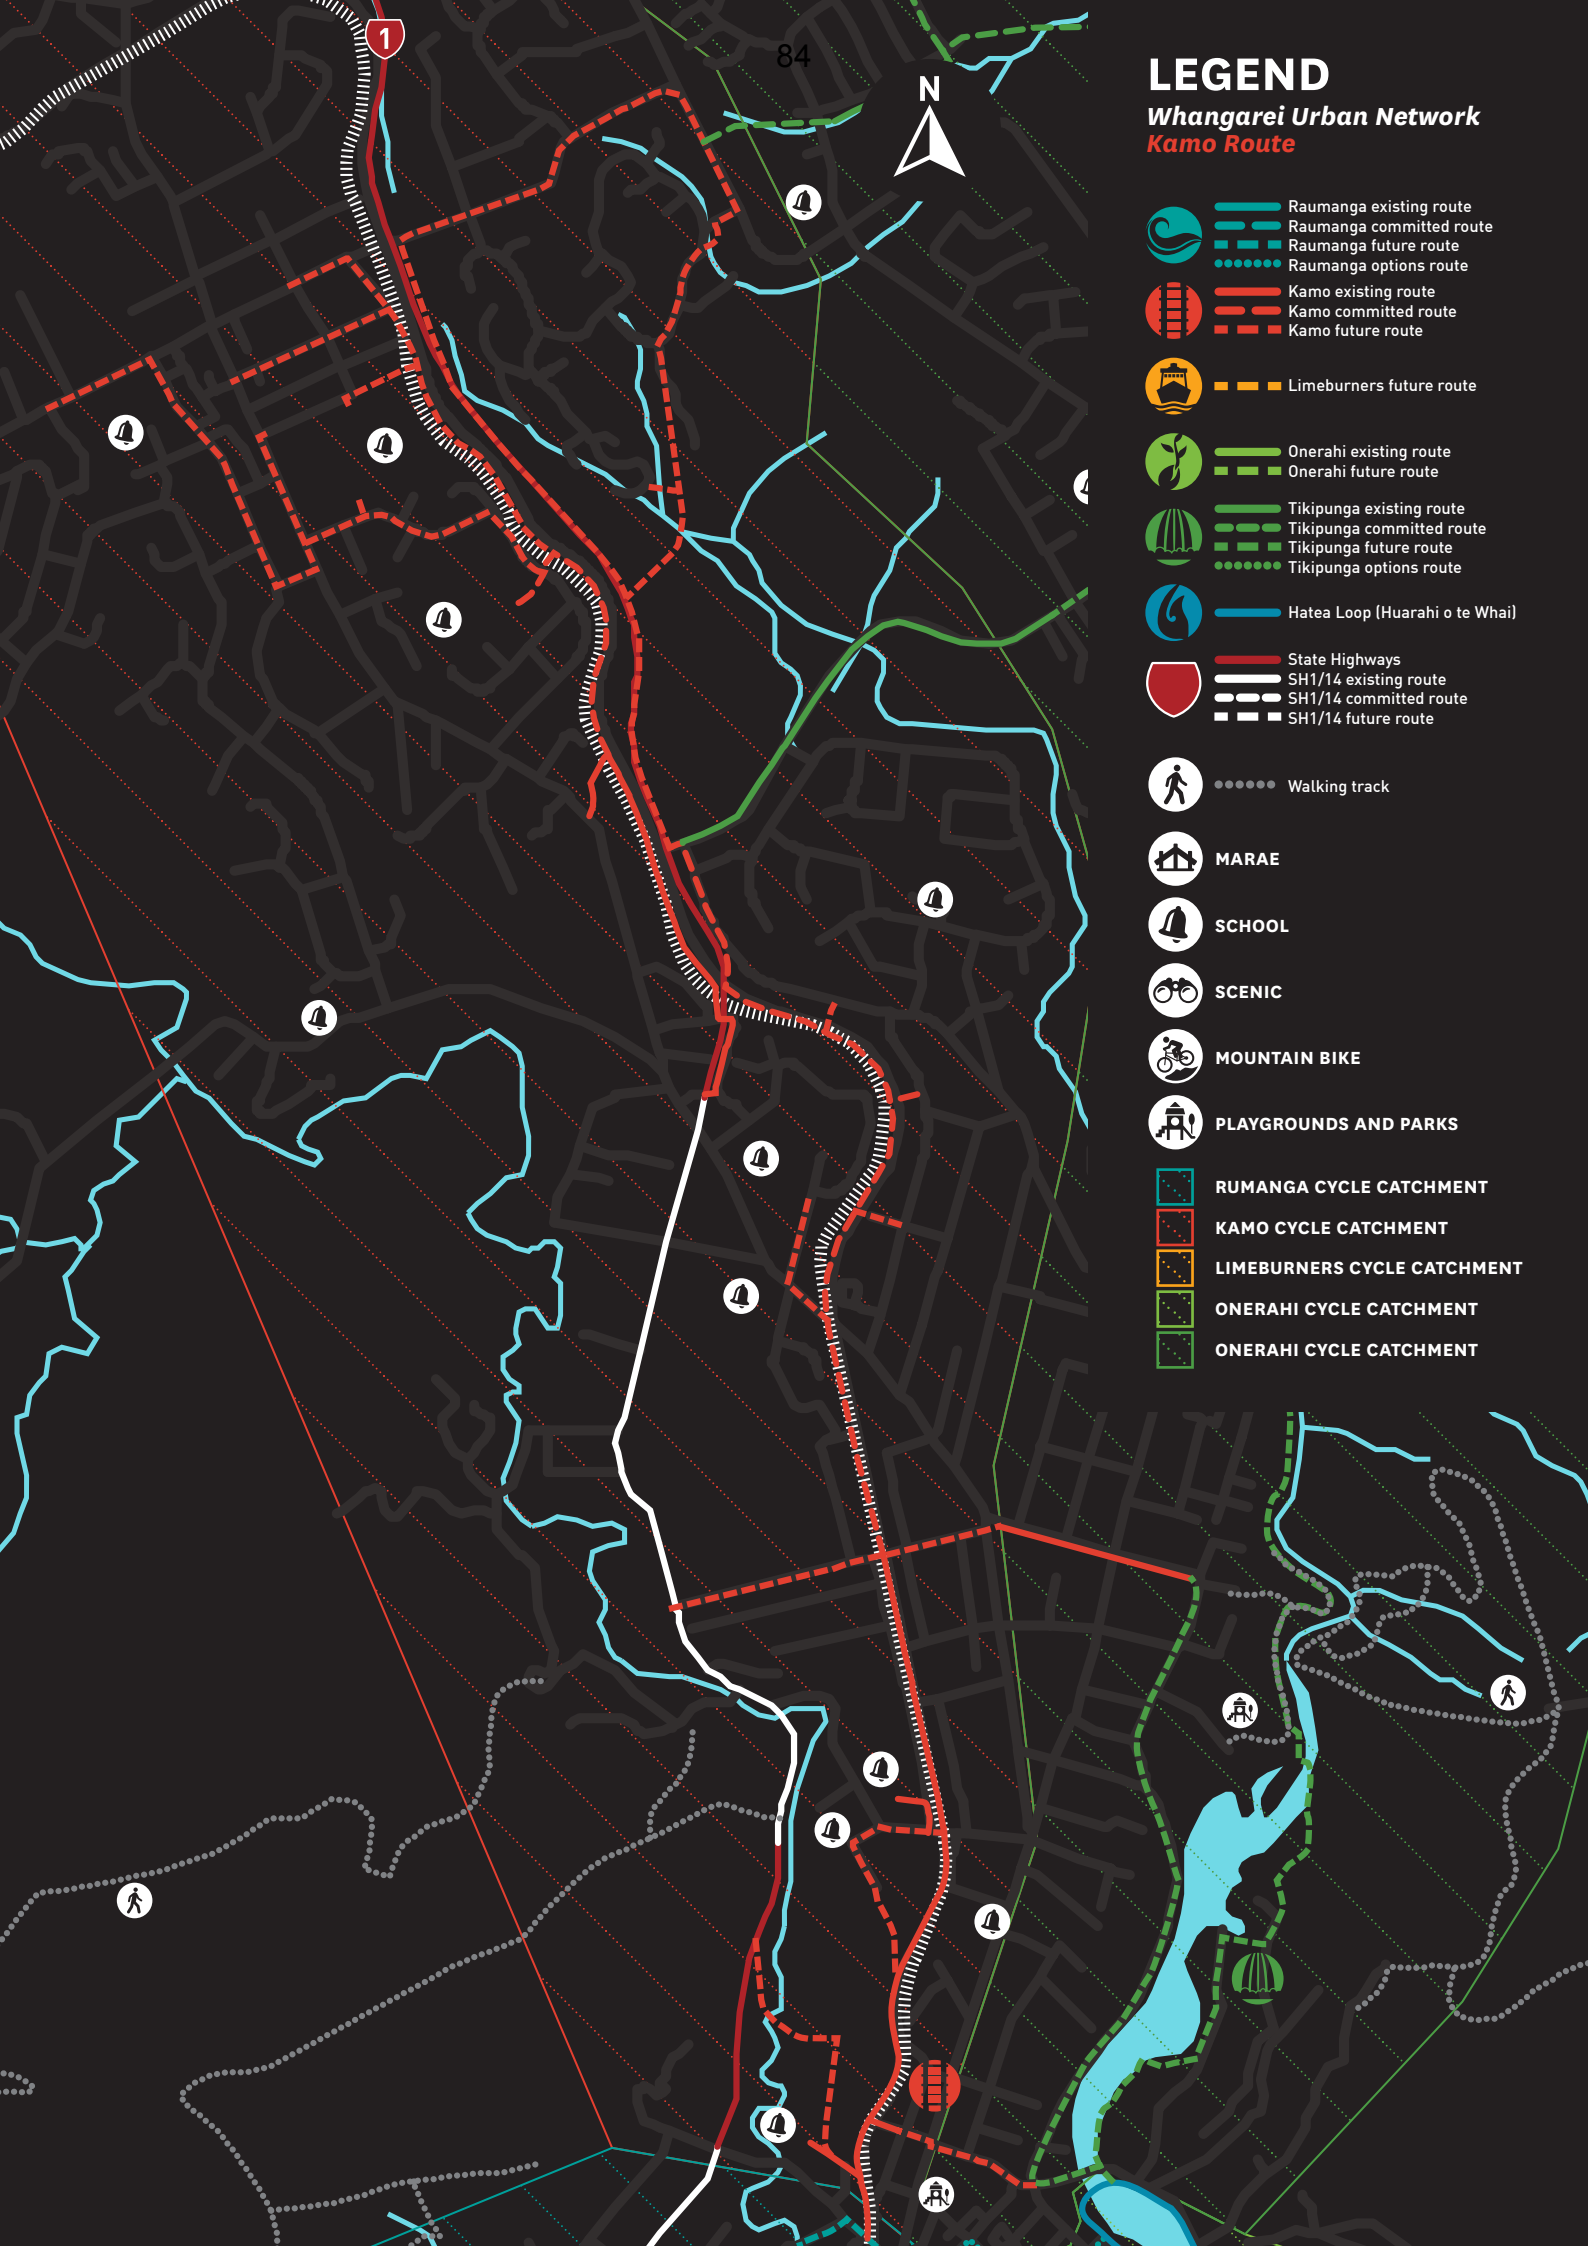 1
84
N
LEGEND
Whangarei Urban Network
Kamo Route
Raumanga existing route
Raumanga committed route
Raumanga future route
Raumanga options route
Kamo existing route
Kamo committed route
Kamo future route
Limeburners future route
Onerahi existing route
Onerahi future route
Tikipunga existing route
Tikipunga committed route
Tikipunga future route
Tikipunga options route
Hatea Loop (Huarahi o te Whai)
State Highways
SH1/14 existing route
SH1/14 committed route
SH1/14 future route
Walking track
MARAE
SCHOOL
SCENIC
MOUNTAIN BIKE
PLAYGROUNDS AND PARKS
RUMANGA CYCLE CATCHMENT
KAMO CYCLE CATCHMENT
LIMEBURNERS CYCLE CATCHMENT
ONERAHI CYCLE CATCHMENT
ONERAHI CYCLE CATCHMENT